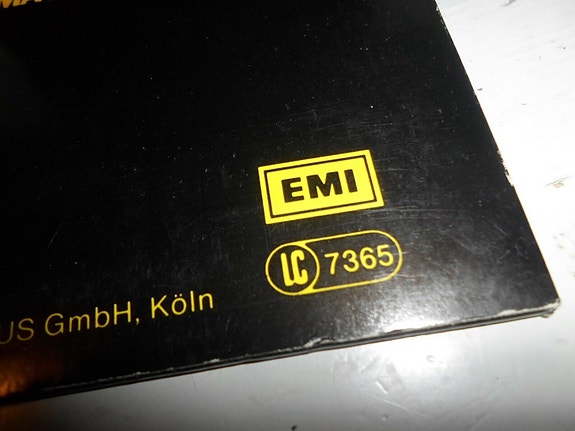 EMI
LC 7365
US GmbH, Köln